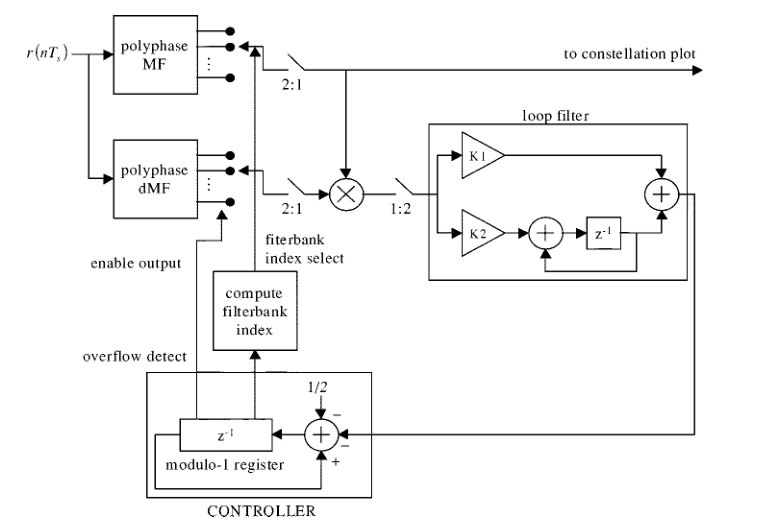 r(nTs)
polyphase
MF
⋮
2:1
to constellation plot
loop filter
polyphase
dMF
⋮
2:1
1:2
K1
K2
z-1
enable output
fiterbank
index select
compute
filterbank
index
overflow detect
1/2
z-1
modulo-1 register
CONTROLLER